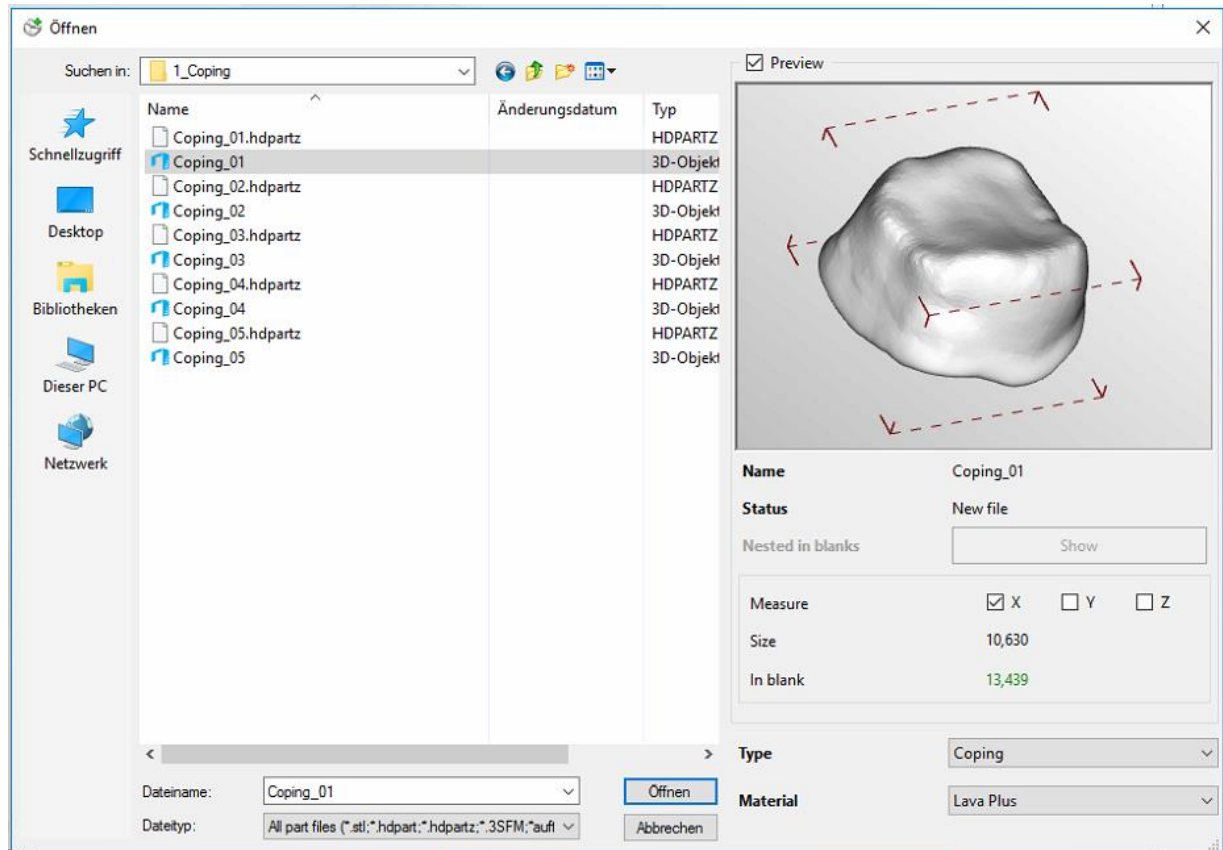 Öffnen
Suchen in: 1_Coping
Schnellzugriff
Desktop
Bibliotheken
Dieser PC
Netzwerk
Name Änderungsdatum Typ
Coping_01.hdpartz HDPARTZ
Coping_01 3D-Objekt
Coping_02.hdpartz HDPARTZ
Coping_02 3D-Objekt
Coping_03.hdpartz HDPARTZ
Coping_03 3D-Objekt
Coping_04.hdpartz HDPARTZ
Coping_04 3D-Objekt
Coping_05.hdpartz HDPARTZ
Coping_05 3D-Objekt
Dateiname: Coping_01 Öffnen
Dateityp: All part files (*.stl;*.hdpart;*.hdpartz;*.3SFM;*aufl Abbrechen
Preview
Name Coping_01
Status New file
Nested in blanks Show
Measure X Y Z
Size 10,630
In blank 13,439
Type Coping
Material Lava Plus